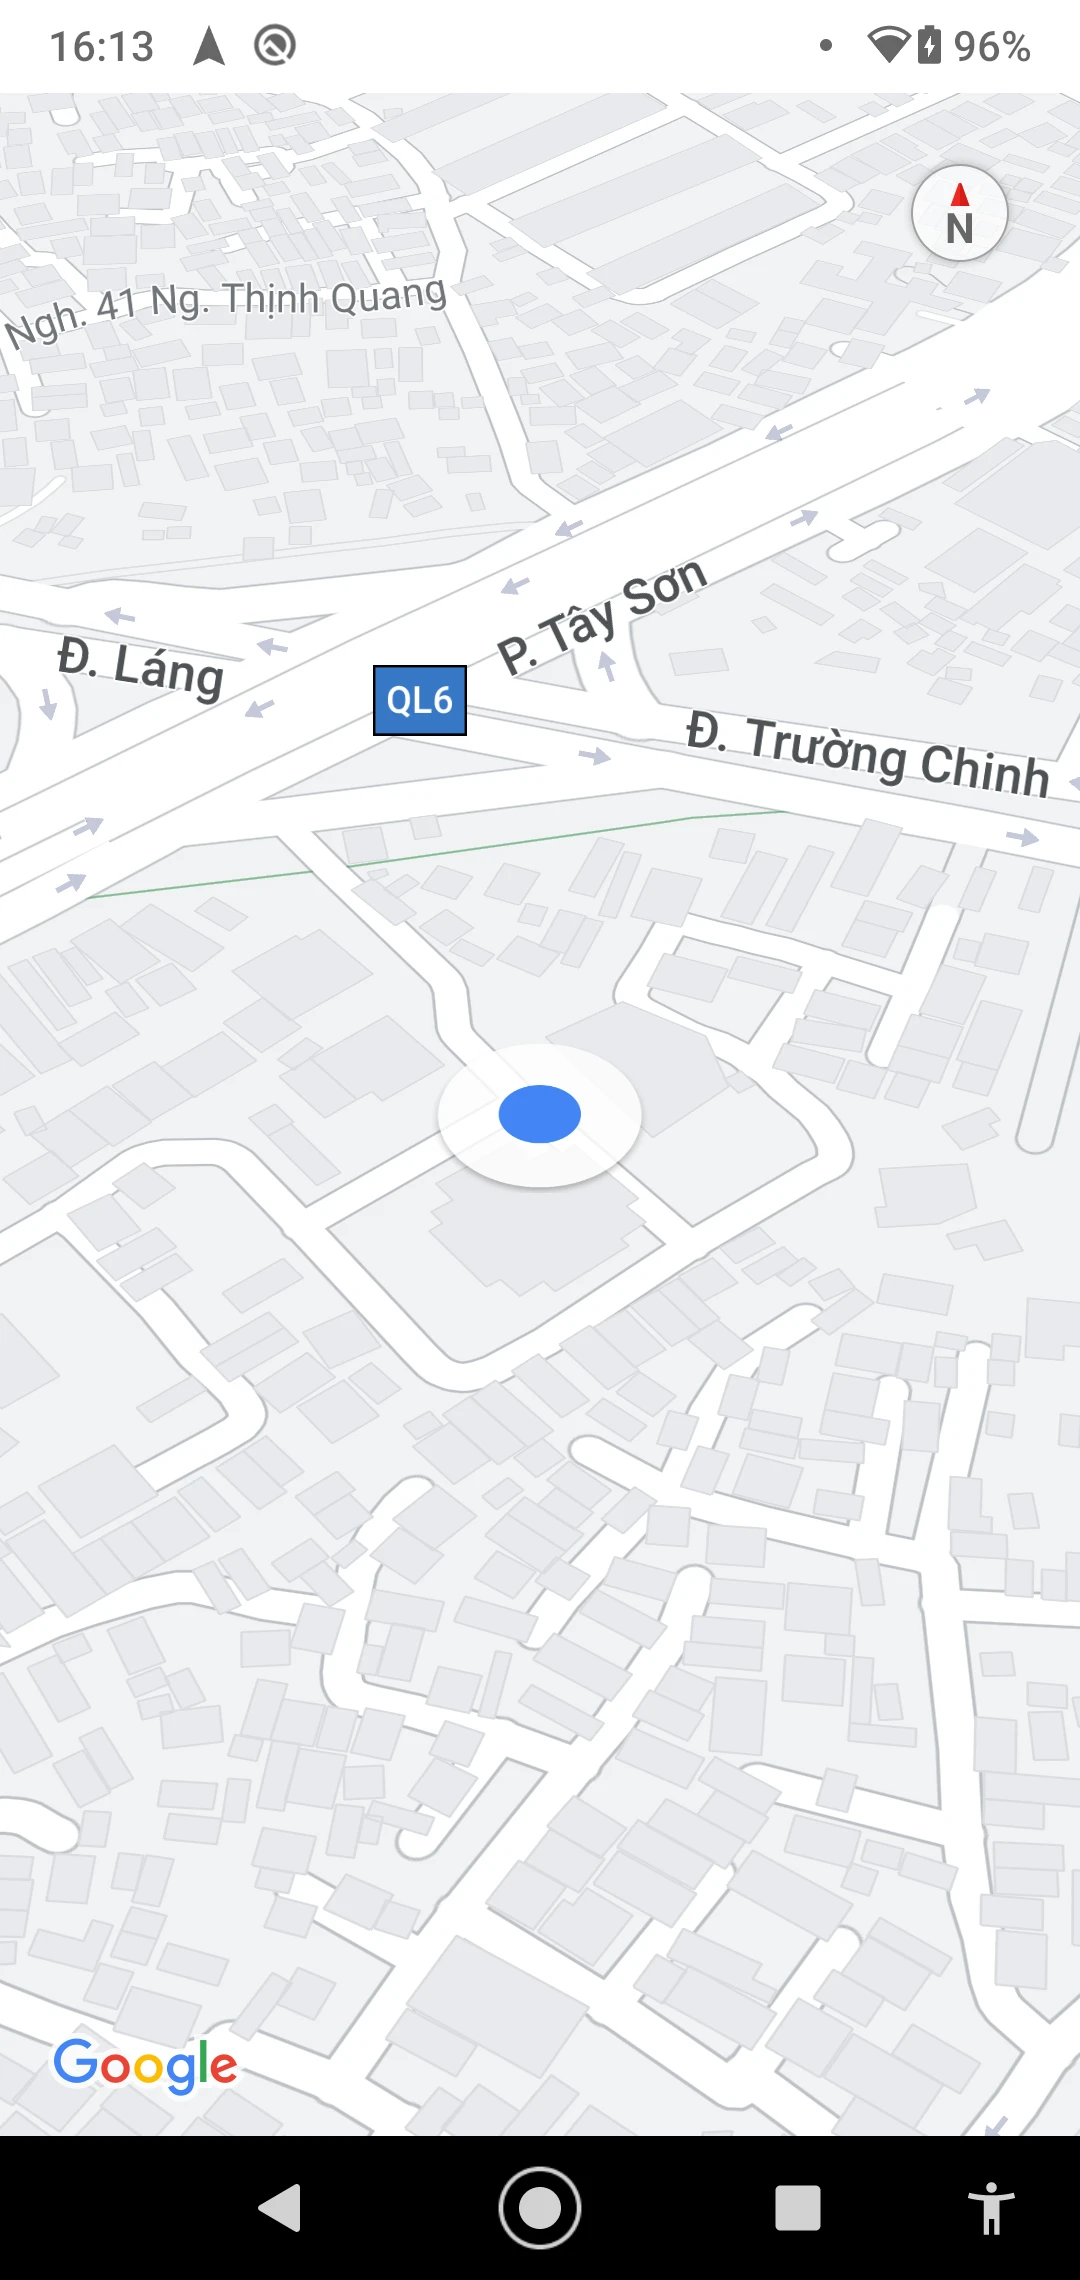 16:13
96%
N
Ngh. 41 Ng. Thịnh Quang
P. Tây Sơn
Đ. Láng
QL6
Đ. Trường Chinh
Google